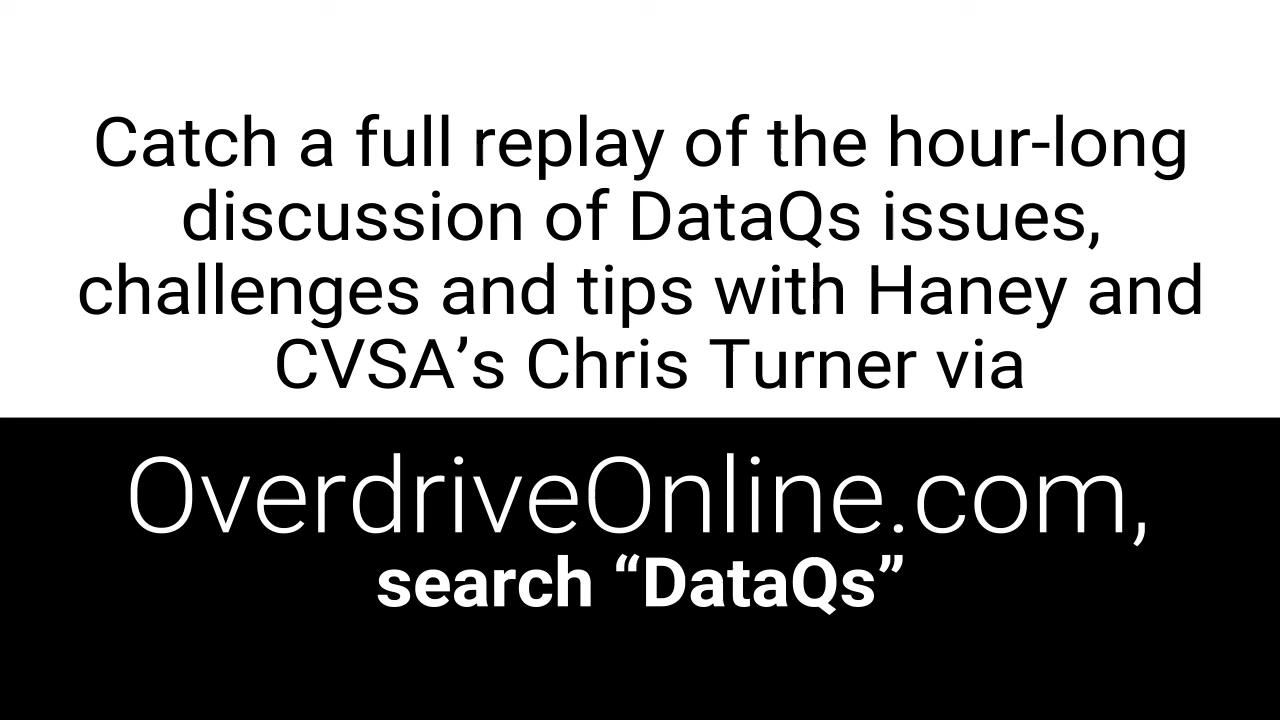 Catch a full replay of the hour-long
discussion of DataQs issues,
challenges and tips with Haney and
CVSA’s Chris Turner via
OverdriveOnline.com,
search “DataQs”